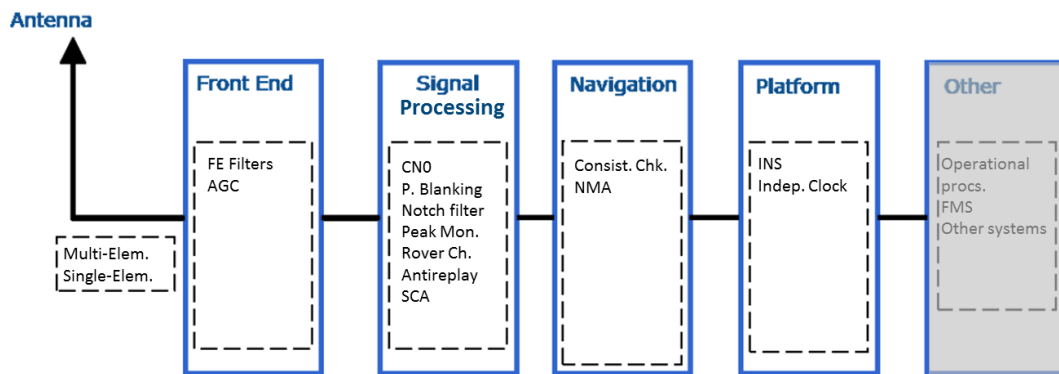 Antenna
Multi-Elem.
Single-Elem.
Front End
FE Filters
AGC
Signal
Processing
CN0
P. Blanking
Notch filter
Peak Mon.
Rover Ch.
Antireplay
SCA
Navigation
Consist. Chk.
NMA
Platform
INS
Indep. Clock
Other
Operational
procs.
FMS
Other systems